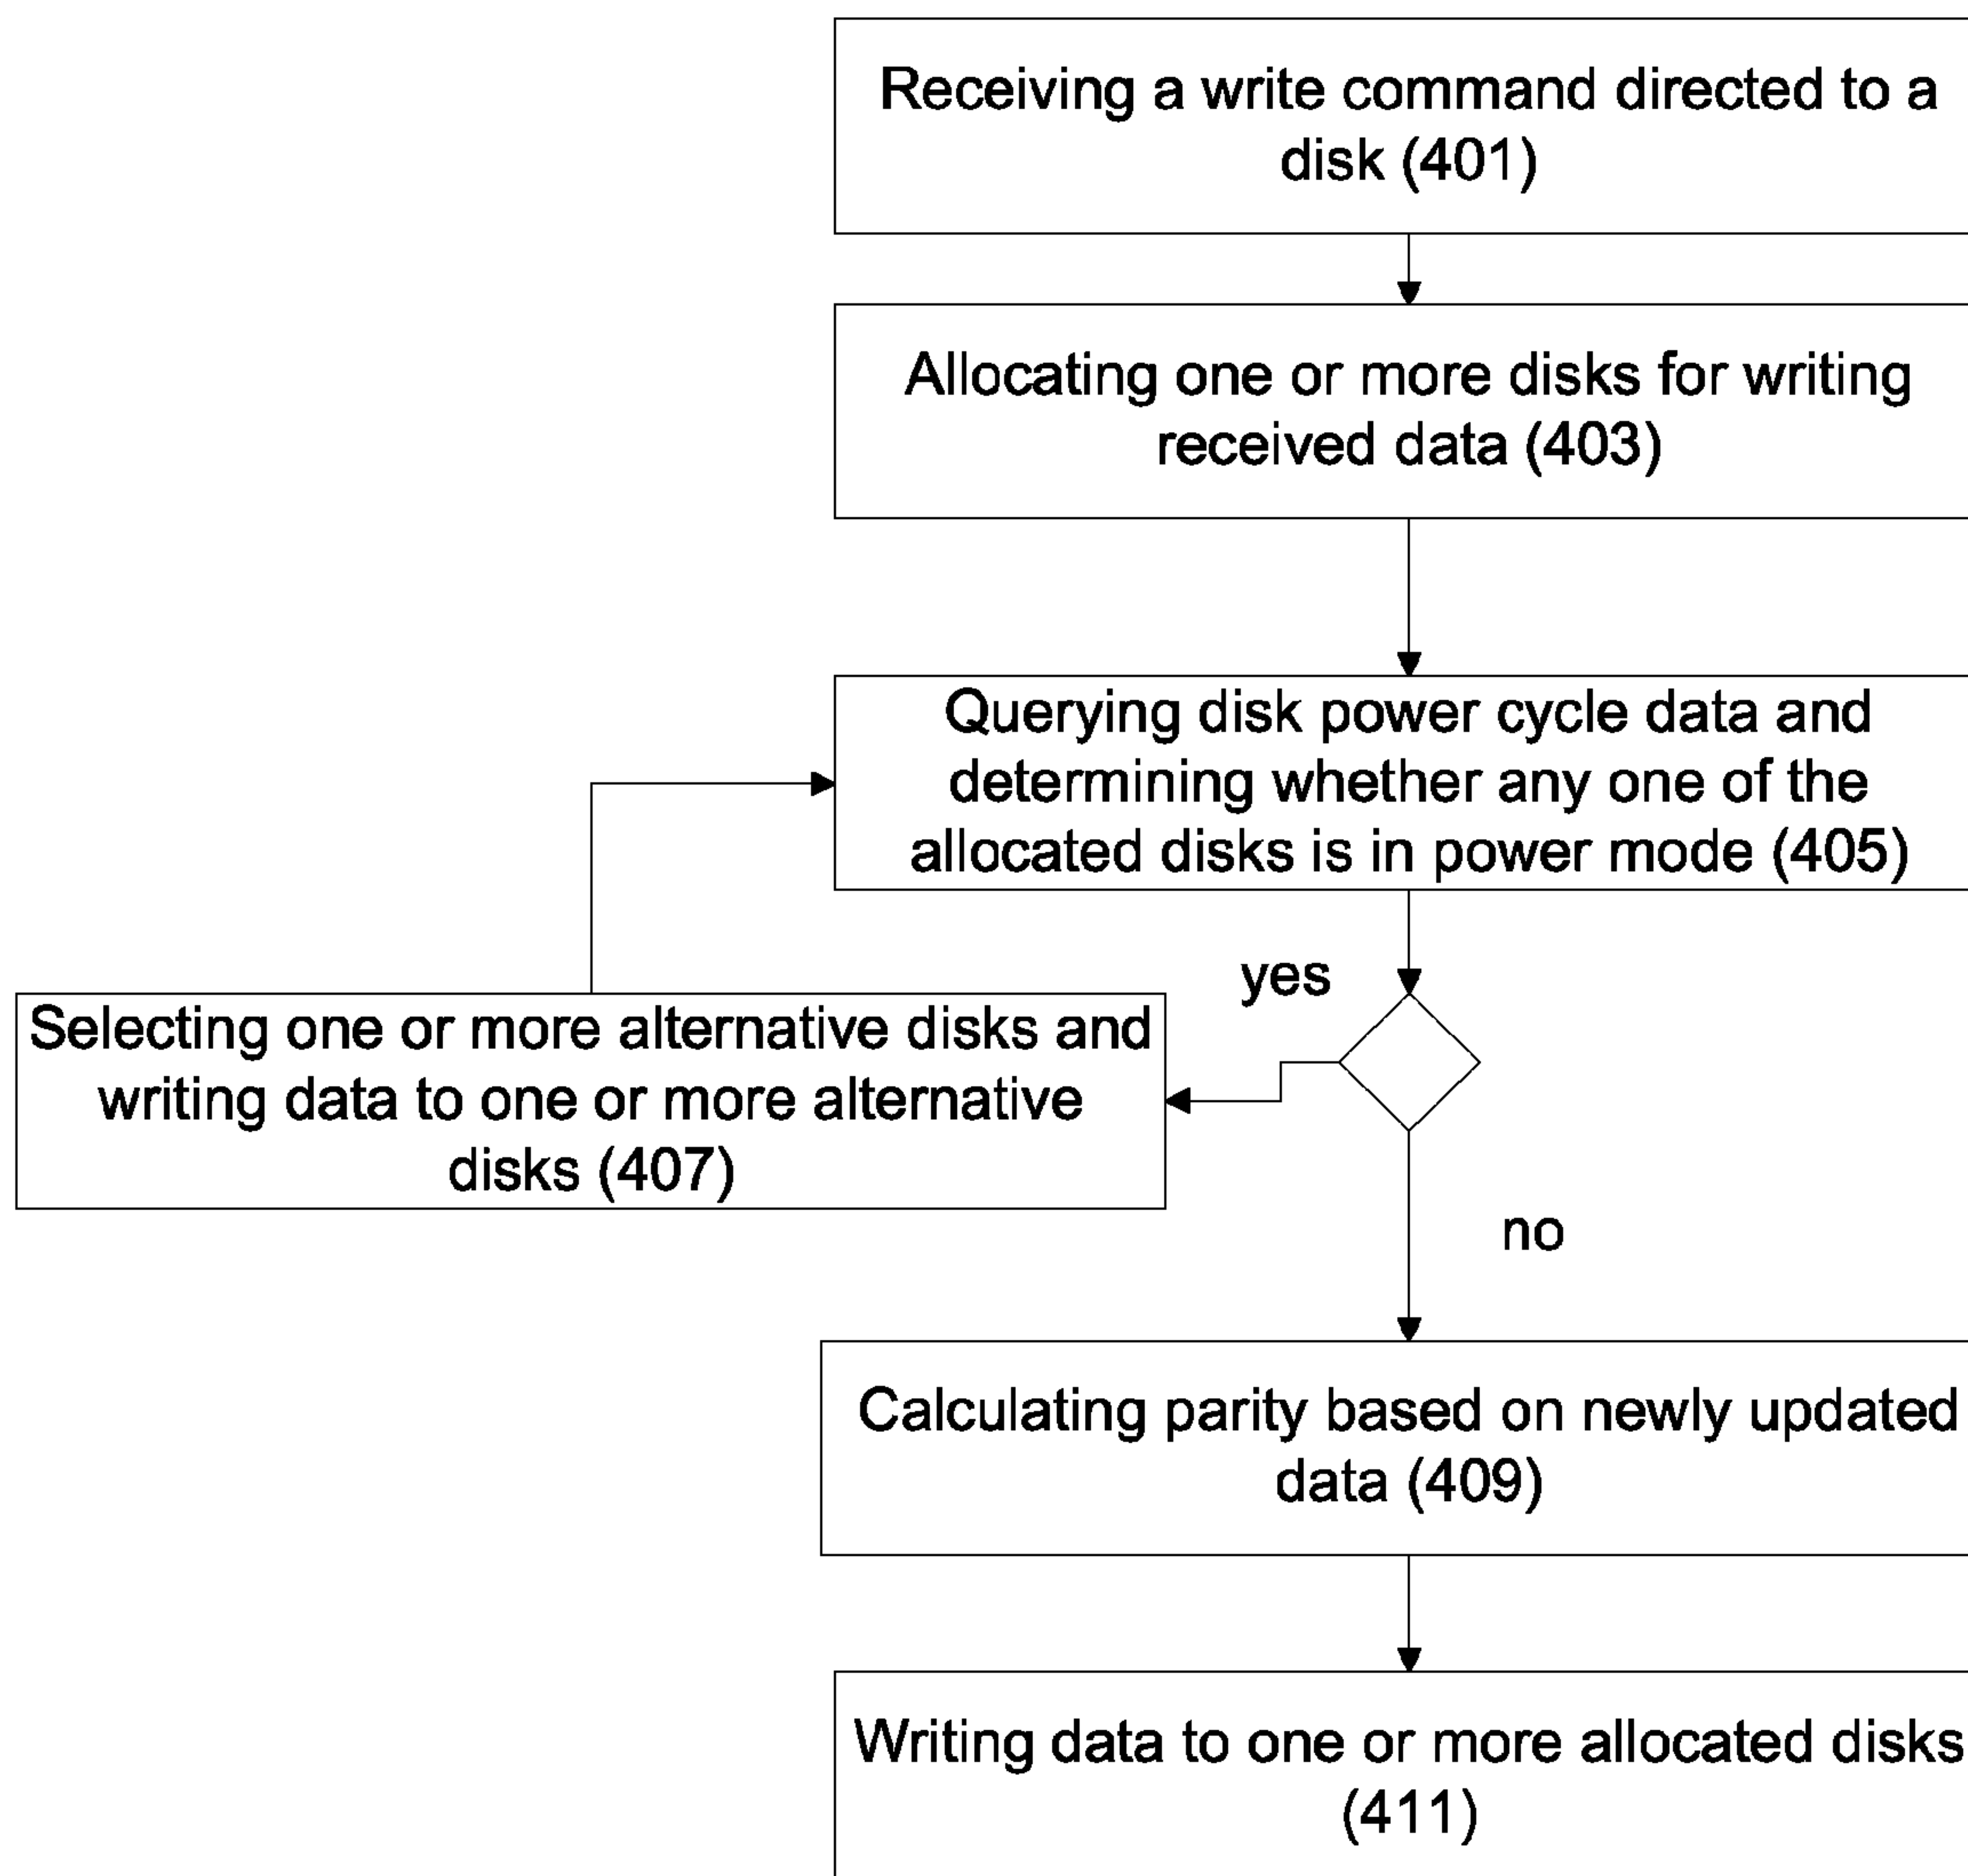 Receiving a write command directed to a
disk (401)
Allocating one or more disks for writing
received data (403)
Querying disk power cycle data and
determining whether any one of the
allocated disks is in power mode (405)
yes
Selecting one or more alternative disks and
writing data to one or more alternative
disks (407)
no
Calculating parity based on newly updated
data (409)
Writing data to one or more allocated disks
(411)